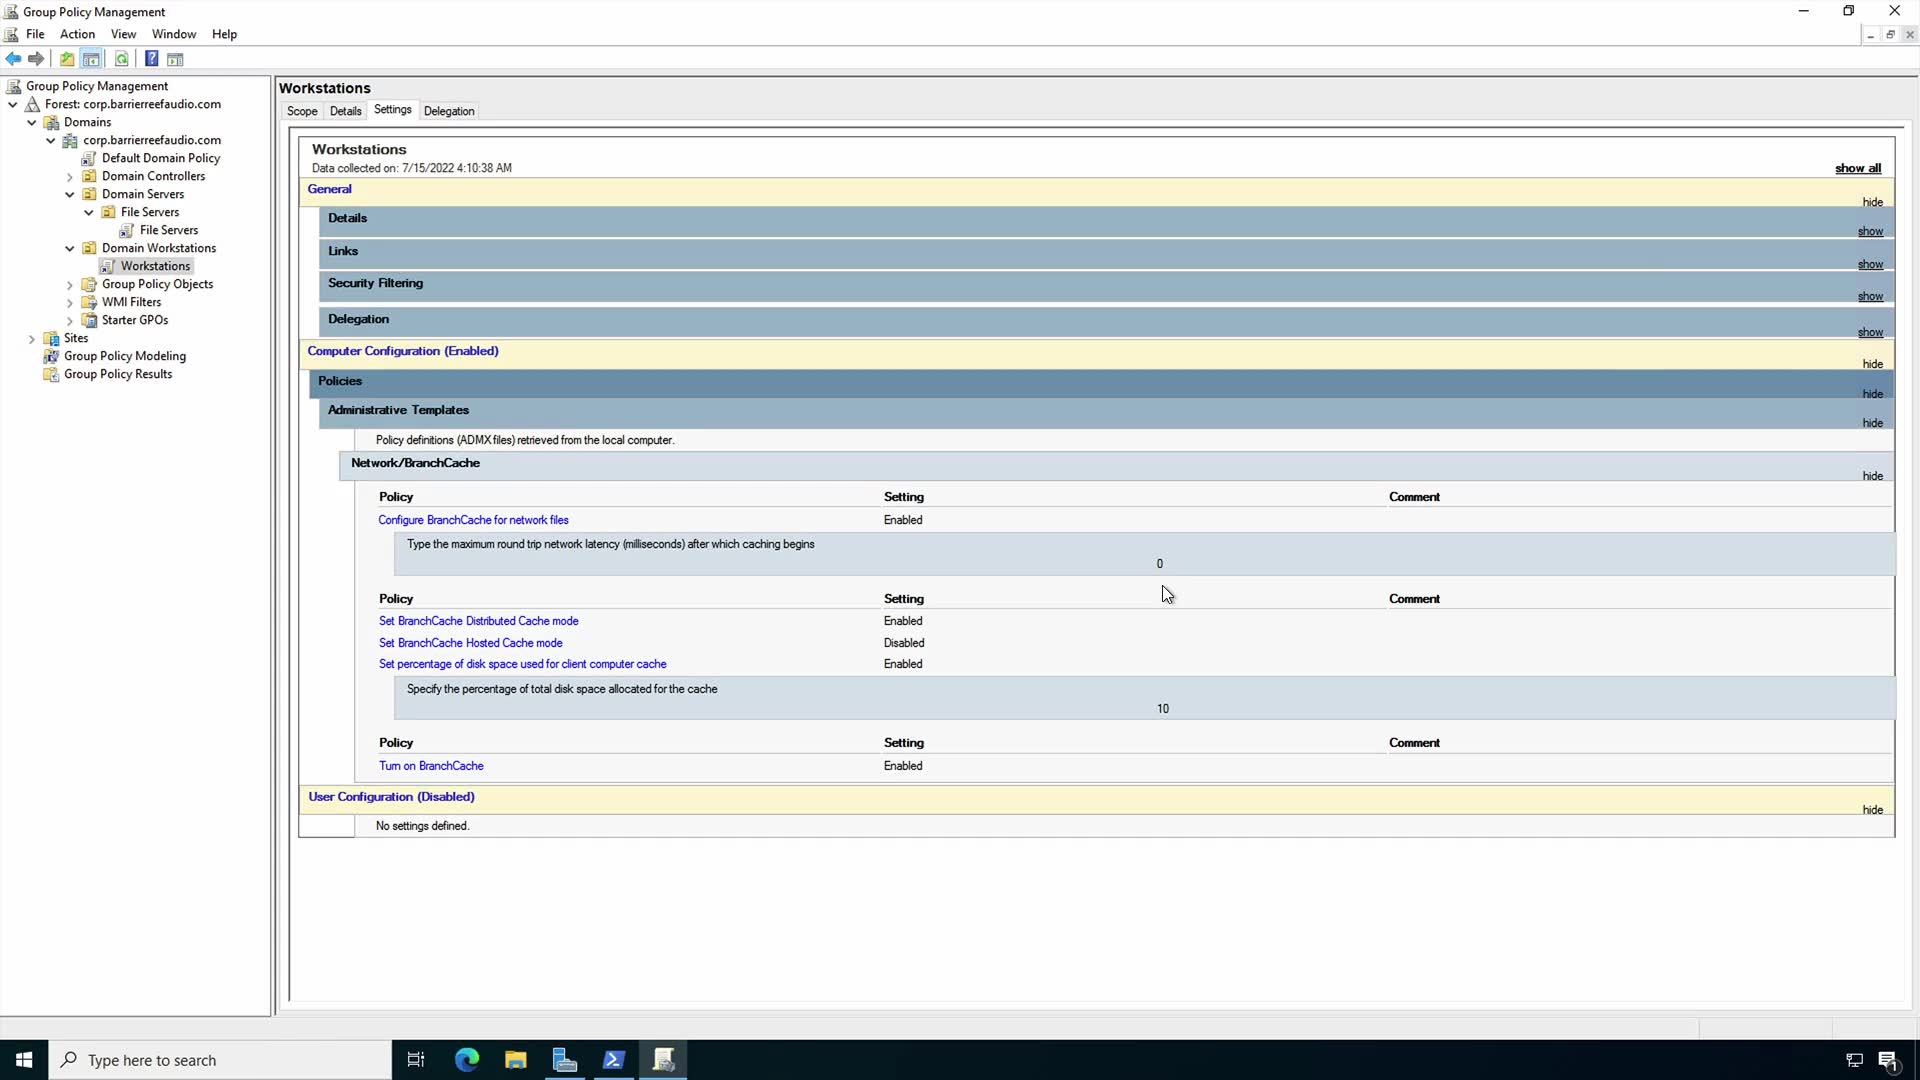 Group Policy Management
File Action View Window Help
Group Policy Management
Forest: corp.barrierreefaudio.com
Domains
corp.barrierreefaudio.com
Default Domain Policy
Domain Controllers
Domain Servers
File Servers
File Servers
Domain Workstations
Workstations
Group Policy Objects
WMI Filters
Starter GPOs
Sites
Group Policy Modeling
Group Policy Results
Workstations
Scope Details Settings Delegation
Workstations
Data collected on: 7/15/2022 4:10:38 AM
show all
General
hide
Details
show
Links
show
Security Filtering
show
Delegation
show
Computer Configuration (Enabled)
hide
Policies
hide
Administrative Templates
hide
Policy definitions (ADMX files) retrieved from the local computer.
Network/BranchCache
hide
Policy Setting Comment
Configure BranchCache for network files Enabled
Type the maximum round trip network latency (milliseconds) after which caching begins
0
Policy Setting Comment
Set BranchCache Distributed Cache mode Enabled
Set BranchCache Hosted Cache mode Disabled
Set percentage of disk space used for client computer cache Enabled
Specify the percentage of total disk space allocated for the cache
10
Policy Setting Comment
Turn on BranchCache Enabled
User Configuration (Disabled)
hide
No settings defined.
Type here to search
1